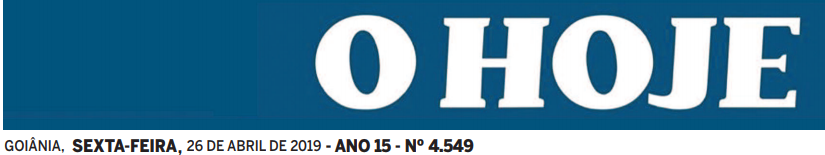 O HOJE
GOIÂNIA, SEXTA-FEIRA, 26 DE ABRIL DE 2019 - ANO 15 - Nº 4.549